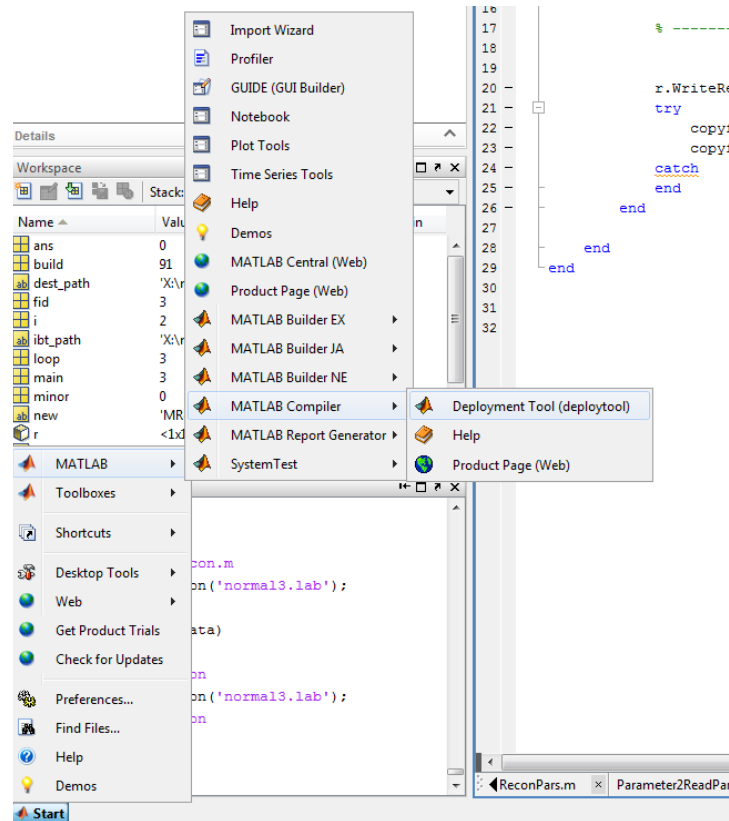 Import Wizard
Profiler
GUIDE (GUI Builder)
Notebook
Plot Tools
Time Series Tools
Help
Demos
MATLAB Central (Web)
Product Page (Web)
MATLAB Builder EX
MATLAB Builder JA
MATLAB Builder NE
MATLAB Compiler
MATLAB Report Generator
SystemTest
Deployment Tool (deploytool)
Help
Product Page (Web)
Details
Workspace
Stack:
Name Valu in
ans 0
build 91
dest_path 'X:\r
fid 3
i 2
ibt_path 'X:\r
loop 3
main 3
minor 0
new 'MR
r <1x1
MATLAB
Toolboxes
Shortcuts
Desktop Tools
Web
Get Product Trials
Check for Updates
Preferences...
Find Files...
Help
Demos
Start
con.m
on('normal3.lab');
ata)
on
on('normal3.lab');
on
16
17 % -------
18
19
20 - r.WriteRe
21 - try
22 - copyf
23 - copyf
24 - catch
25 - end
26 - end
27
28 end
29 end
30
31
32
ReconPars.m × Parameter2ReadPar